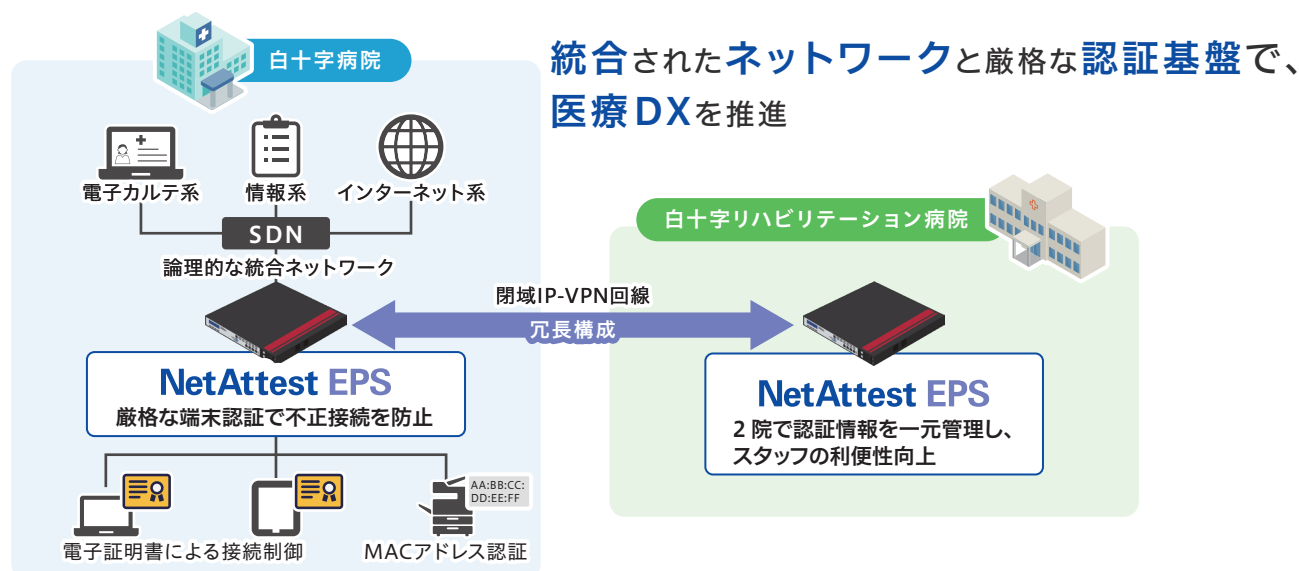 統合されたネットワークと厳格な認証基盤で、
医療DXを推進
白十字病院
電子カルテ系
情報系
インターネット系
SDN
論理的な統合ネットワーク
NetAttest EPS
厳格な端末認証で不正接続を防止
AA:BB:CC:
DD:EE:FF
電子証明書による接続制御
MACアドレス認証
閉域IP-VPN回線
冗長構成
白十字リハビリテーション病院
NetAttest EPS
2院で認証情報を一元管理し、
スタッフの利便性向上